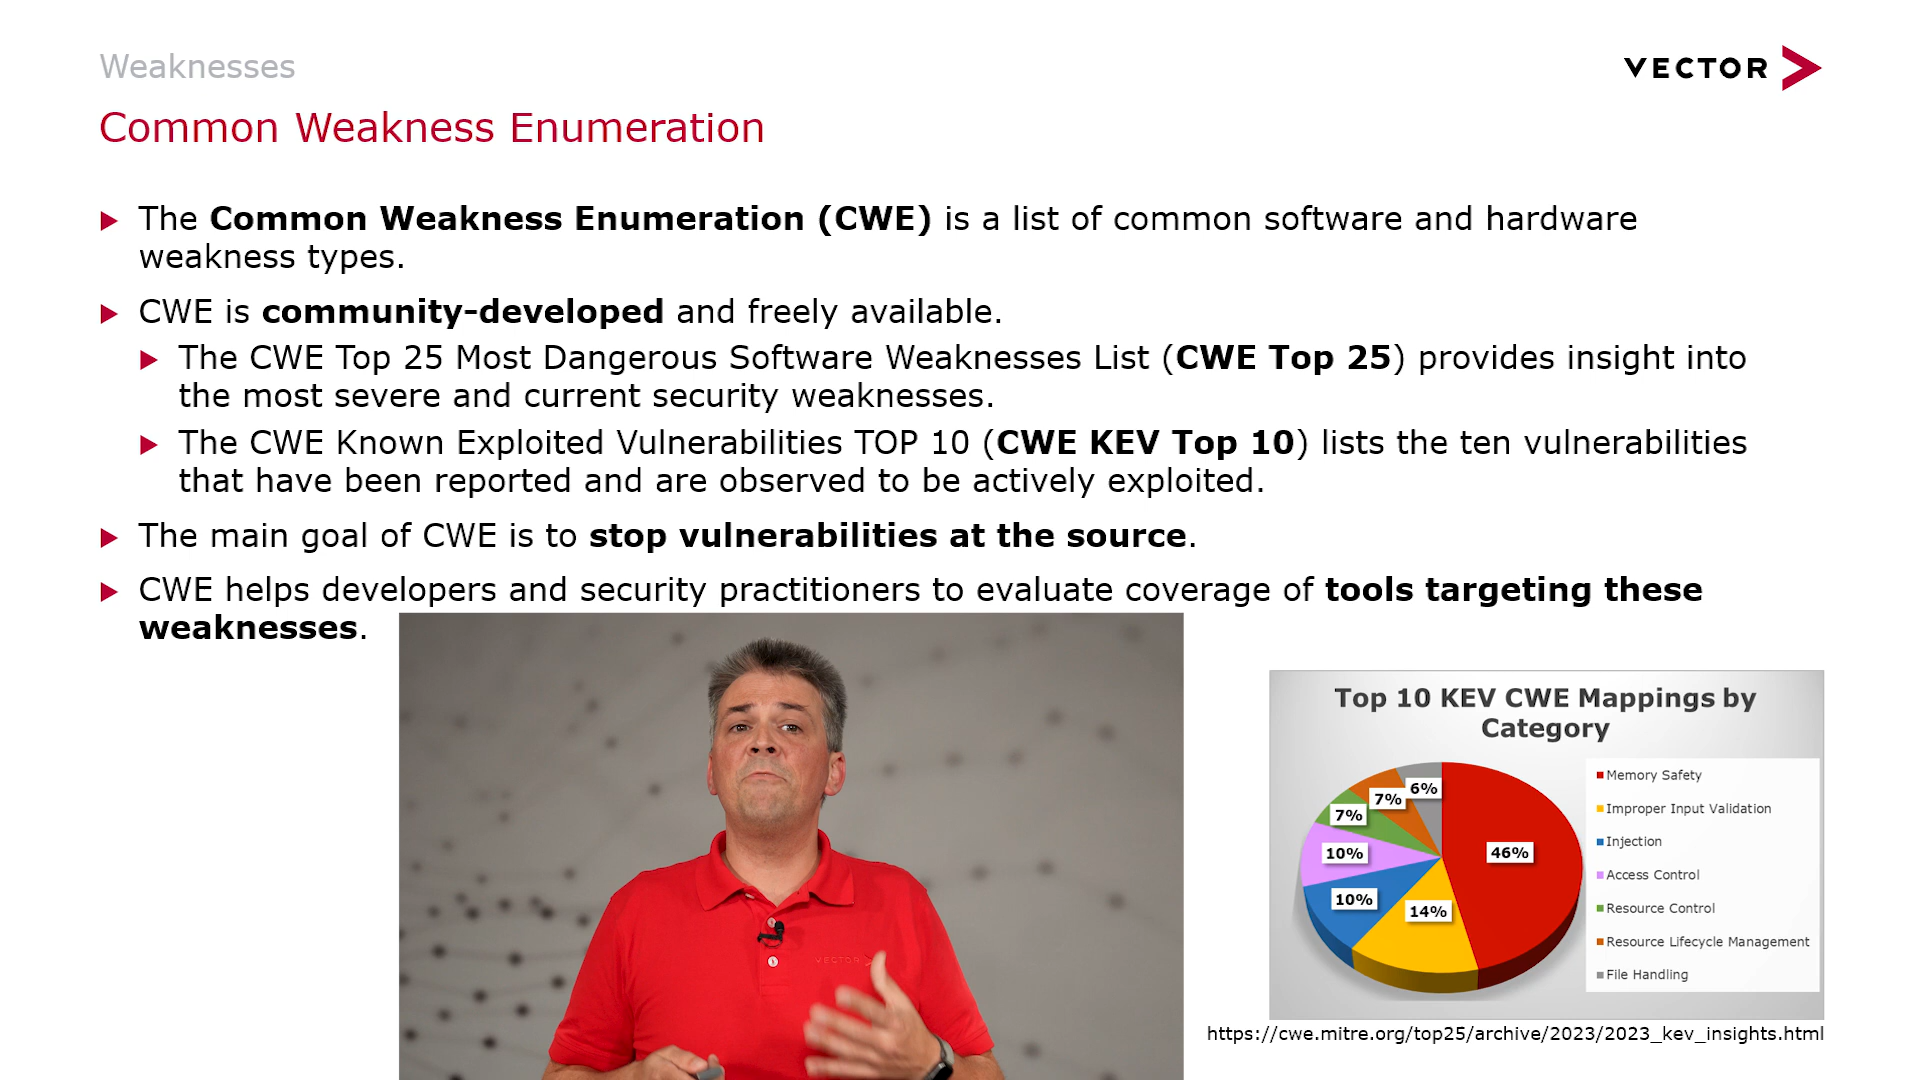 Weaknesses
VECTOR
Common Weakness Enumeration
The Common Weakness Enumeration (CWE) is a list of common software and hardware
weakness types.
CWE is community-developed and freely available.
The CWE Top 25 Most Dangerous Software Weaknesses List (CWE Top 25) provides insight into
the most severe and current security weaknesses.
The CWE Known Exploited Vulnerabilities TOP 10 (CWE KEV Top 10) lists the ten vulnerabilities
that have been reported and are observed to be actively exploited.
The main goal of CWE is to stop vulnerabilities at the source.
CWE helps developers and security practitioners to evaluate coverage of tools targeting these
weaknesses.
VECTOR
Top 10 KEV CWE Mappings by
Category
46%
14%
10%
10%
7%
7%
6%
Memory Safety
Improper Input Validation
Injection
Access Control
Resource Control
Resource Lifecycle Management
File Handling
https://cwe.mitre.org/top25/archive/2023/2023_kev_insights.html